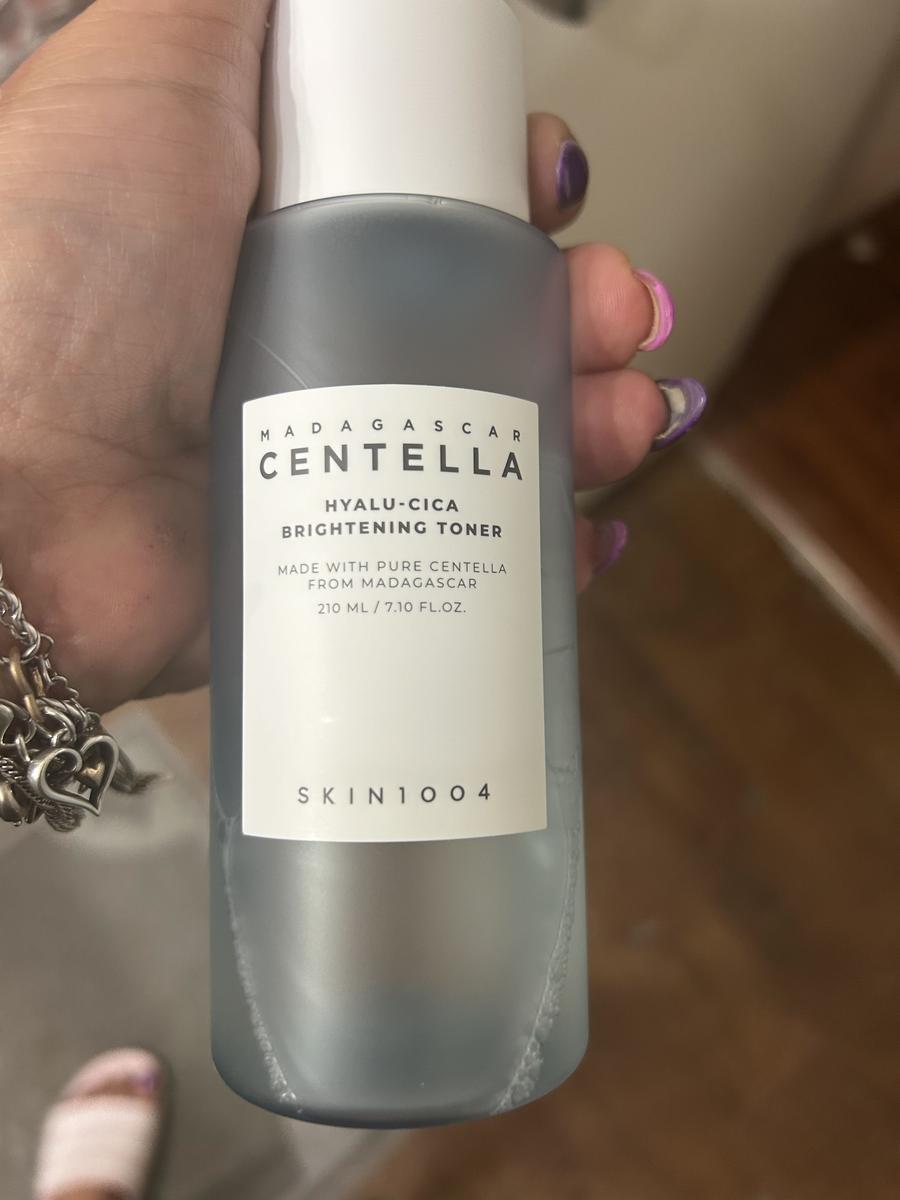 MADAGASCAR
CENTELLA
HYALU-CICA
BRIGHTENING TONER
MADE WITH PURE CENTELLA
FROM MADAGASCAR
210 ML / 7.10 FL.OZ.
SKIN1004